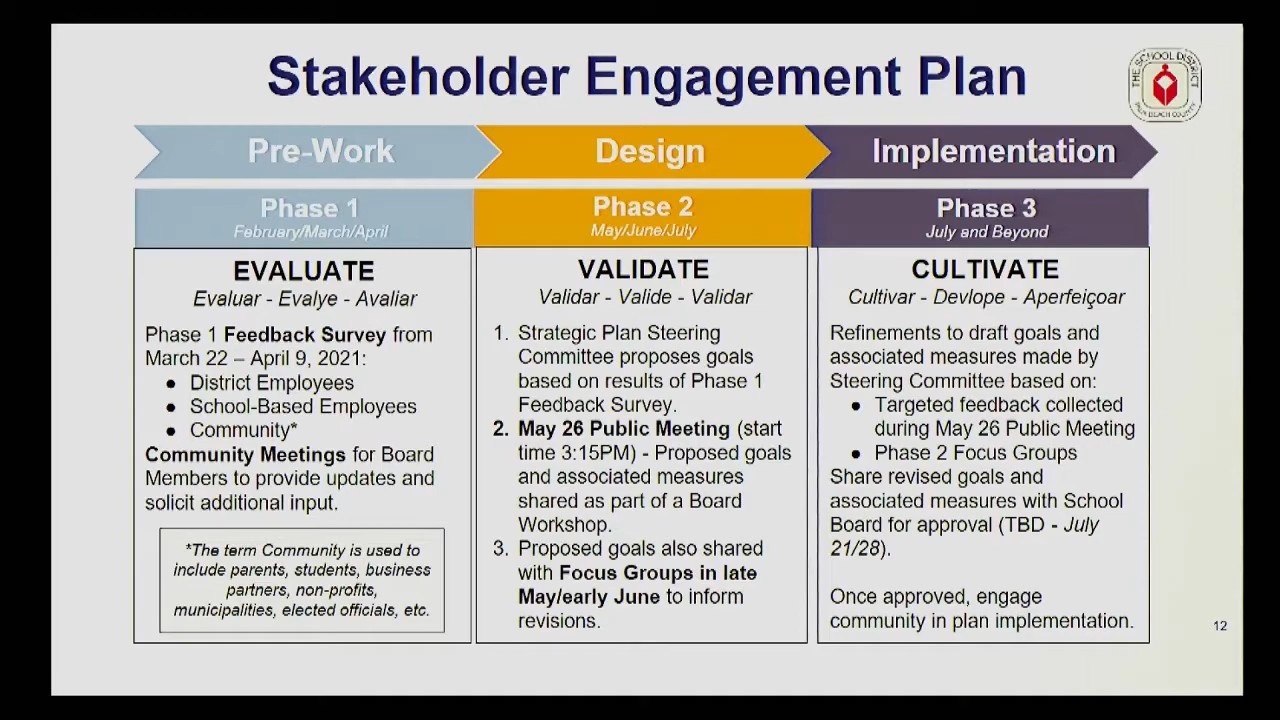 Stakeholder Engagement Plan
THE SCHOOL DISTRICT
PALM BEACH COUNTY
Pre-Work
Design
Implementation
Phase 1
February/March/April
Phase 2
May/June/July
Phase 3
July and Beyond
EVALUATE
Evaluar - Evalye - Avaliar
Phase 1 Feedback Survey from
March 22 – April 9, 2021:
● District Employees
● School-Based Employees
● Community*
Community Meetings for Board
Members to provide updates and
solicit additional input.
*The term Community is used to
include parents, students, business
partners, non-profits,
municipalities, elected officials, etc.
VALIDATE
Validar - Valide - Validar
1. Strategic Plan Steering
Committee proposes goals
based on results of Phase 1
Feedback Survey.
2. May 26 Public Meeting (start
time 3:15PM) - Proposed goals
and associated measures
shared as part of a Board
Workshop.
3. Proposed goals also shared
with Focus Groups in late
May/early June to inform
revisions.
CULTIVATE
Cultivar - Devlope - Aperfeiçoar
Refinements to draft goals and
associated measures made by
Steering Committee based on:
● Targeted feedback collected
during May 26 Public Meeting
● Phase 2 Focus Groups
Share revised goals and
associated measures with School
Board for approval (TBD - July
21/28).
Once approved, engage
community in plan implementation.
12